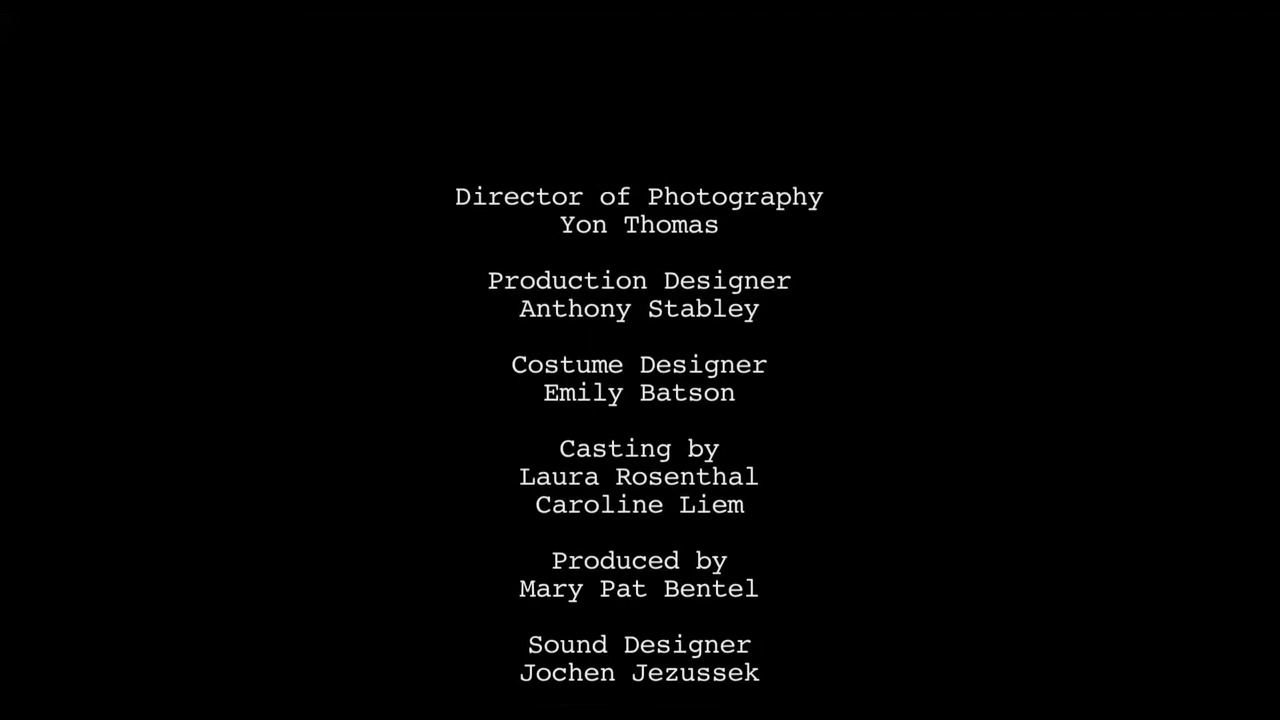 Director of Photography
Yon Thomas
Production Designer
Anthony Stabley
Costume Designer
Emily Batson
Casting by
Laura Rosenthal
Caroline Liem
Produced by
Mary Pat Bentel
Sound Designer
Jochen Jezussek